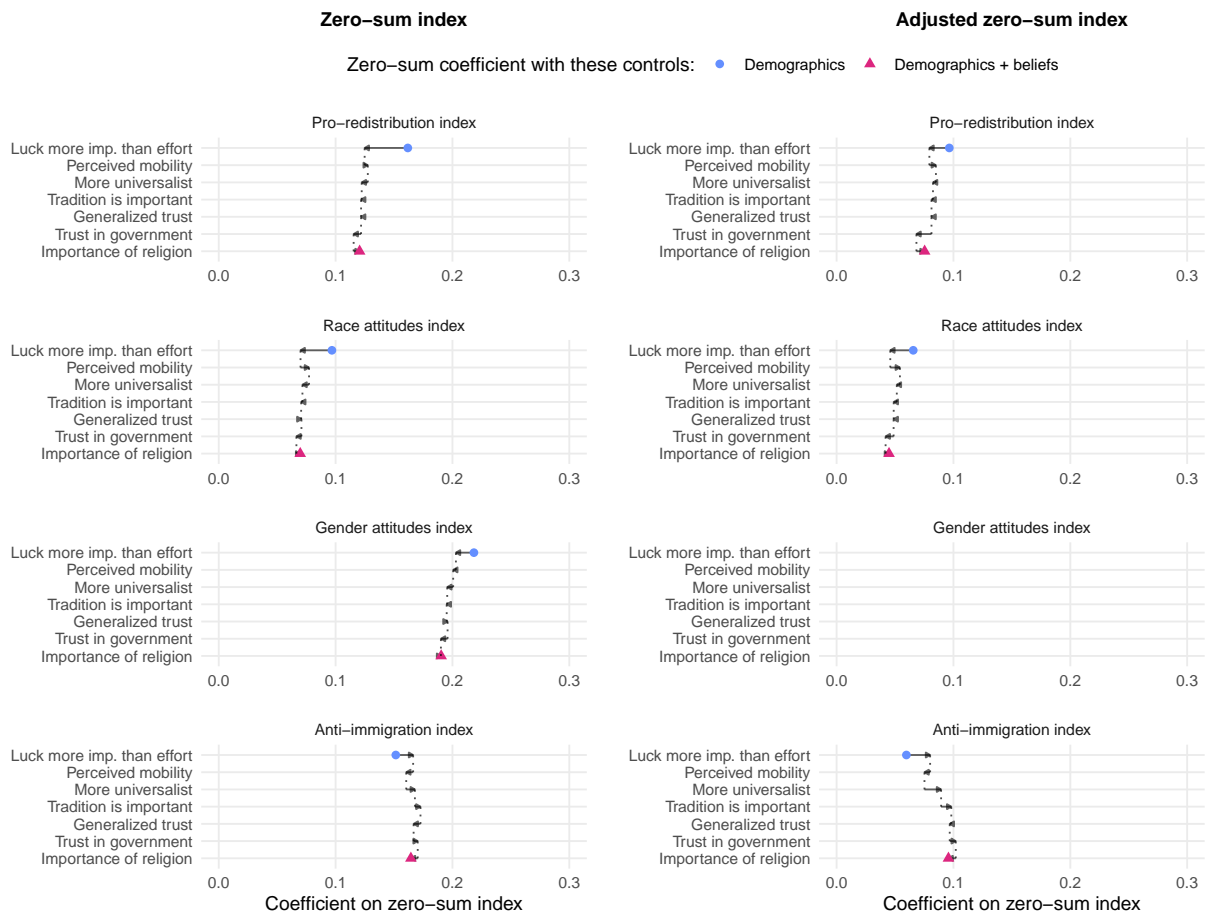 Zero−sum index
Adjusted zero−sum index
Zero−sum coefficient with these controls: Demographics Demographics + beliefs
Pro−redistribution index
Luck more imp. than effort
Perceived mobility
More universalist
Tradition is important
Generalized trust
Trust in government
Importance of religion
0.0 0.1 0.2 0.3
Pro−redistribution index
Luck more imp. than effort
Perceived mobility
More universalist
Tradition is important
Generalized trust
Trust in government
Importance of religion
0.0 0.1 0.2 0.3
Race attitudes index
Luck more imp. than effort
Perceived mobility
More universalist
Tradition is important
Generalized trust
Trust in government
Importance of religion
0.0 0.1 0.2 0.3
Race attitudes index
Luck more imp. than effort
Perceived mobility
More universalist
Tradition is important
Generalized trust
Trust in government
Importance of religion
0.0 0.1 0.2 0.3
Gender attitudes index
Luck more imp. than effort
Perceived mobility
More universalist
Tradition is important
Generalized trust
Trust in government
Importance of religion
0.0 0.1 0.2 0.3
Gender attitudes index
Luck more imp. than effort
Perceived mobility
More universalist
Tradition is important
Generalized trust
Trust in government
Importance of religion
0.0 0.1 0.2 0.3
Anti−immigration index
Luck more imp. than effort
Perceived mobility
More universalist
Tradition is important
Generalized trust
Trust in government
Importance of religion
0.0 0.1 0.2 0.3
Coefficient on zero−sum index
Anti−immigration index
Luck more imp. than effort
Perceived mobility
More universalist
Tradition is important
Generalized trust
Trust in government
Importance of religion
0.0 0.1 0.2 0.3
Coefficient on zero−sum index